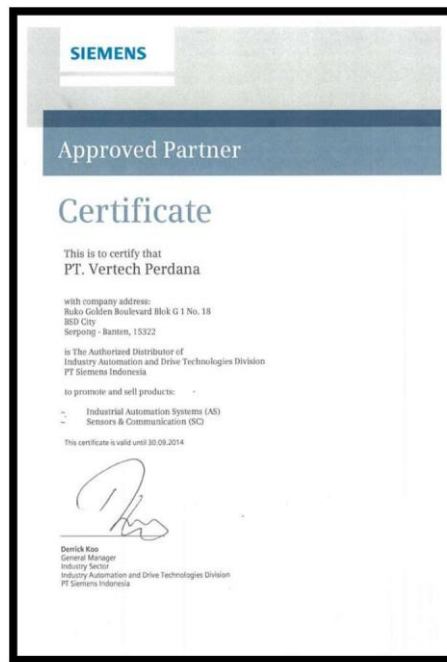 SIEMENS
Approved Partner
Certificate
This is to certify that
PT. Vertech Perdana
with company address:
Ruko Golden Boulevard Blok G 1 No. 18
BSD City
Serpong - Banten, 15322
is The Authorized Distributor of
Industry Automation and Drive Technologies Division
PT Siemens Indonesia
to promote and sell products:
~ Industrial Automation Systems (AS)
~ Sensors & Communication (SC)
This certificate is valid until 30.09.2014
Derrick Koo
General Manager
Industry Sector
Industry Automation and Drive Technologies Division
PT Siemens Indonesia